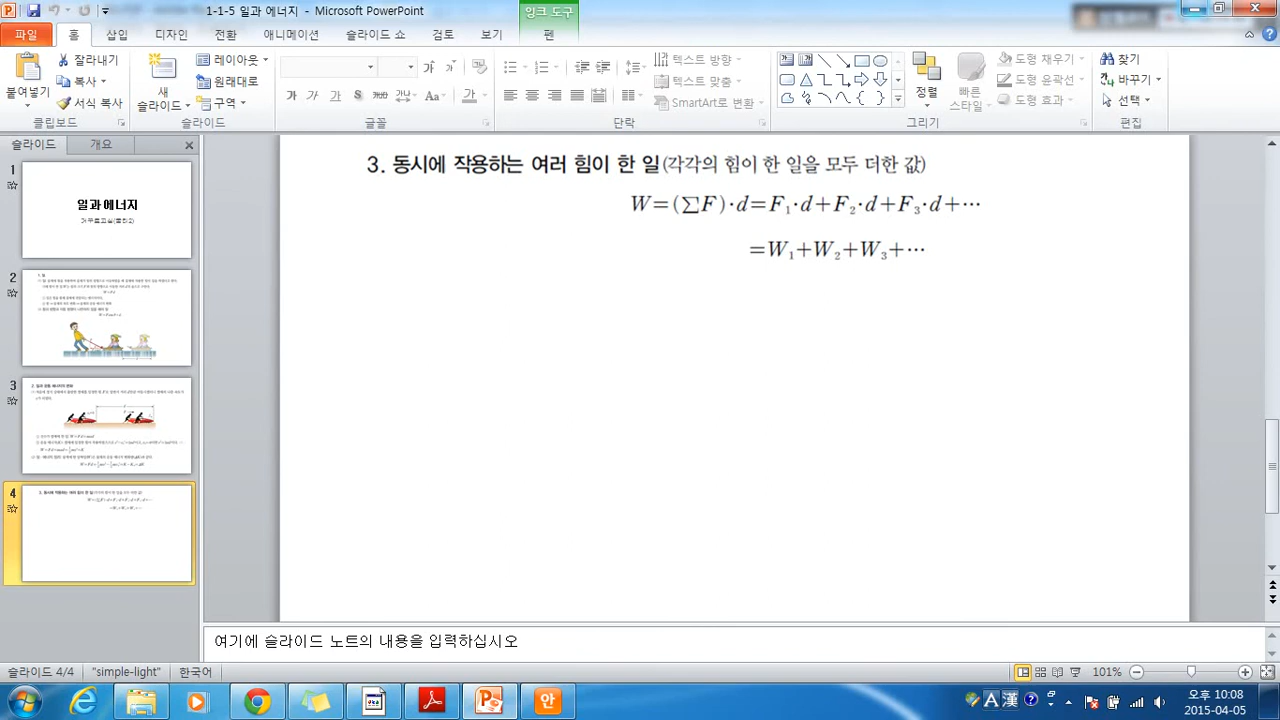 1-1-5 일과 에너지 - Microsoft PowerPoint
잉크 도구
파일
홈
삽입
디자인
전환
애니메이션
슬라이드 쇼
검토
보기
펜
붙여넣기
잘라내기
복사
서식 복사
클립보드
새 슬라이드
레이아웃
원래대로
구역
슬라이드
글꼴
텍스트 방향
텍스트 맞춤
SmartArt로 변환
단락
정렬
빠른 스타일
도형 채우기
도형 윤곽선
도형 효과
그리기
찾기
바꾸기
선택
편집
슬라이드
개요
1
일과 에너지
2
3
4
3. 동시에 작용하는 여러 힘이 한 일(각각의 힘이 한 일을 모두 더한 값)
W=(∑F)·d=F₁·d+F₂·d+F₃·d+⋯
=W₁+W₂+W₃+⋯
여기에 슬라이드 노트의 내용을 입력하십시오
슬라이드 4/4
"simple-light"
한국어
101%
안
A 漢
오후 10:08
2015-04-05